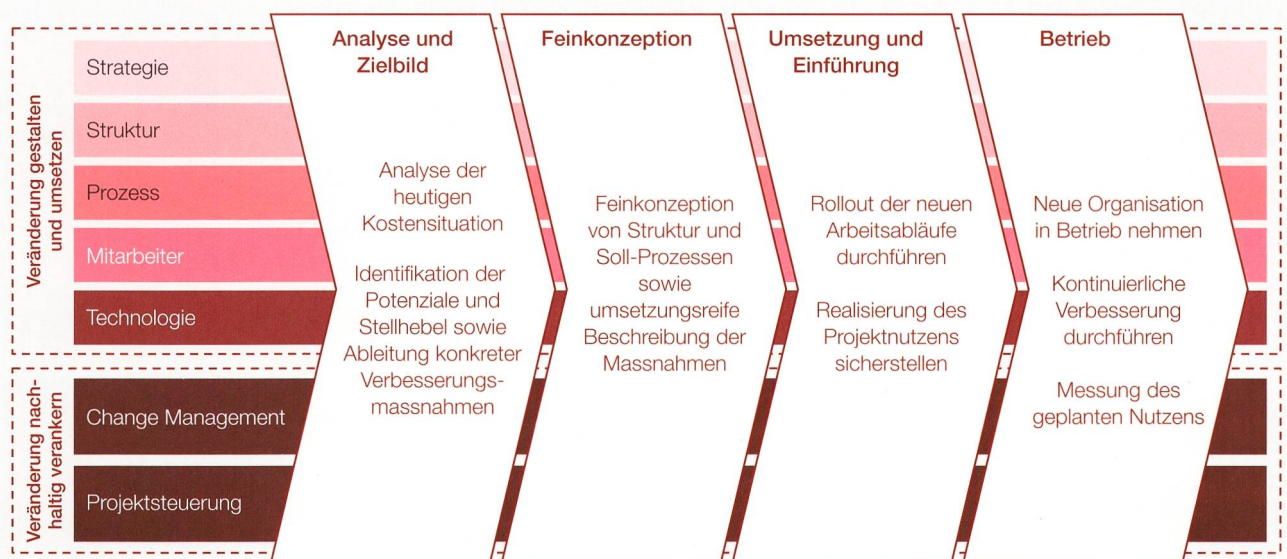 Veränderung gestalten
und umsetzen
Strategie
Struktur
Prozess
Mitarbeiter
Technologie
Veränderung nach-
haltig verankern
Change Management
Projektsteuerung
Analyse und
Zielbild
Analyse der
heutigen
Kostensituation
Identifikation der
Potenziale und
Stellhebel sowie
Ableitung konkreter
Verbesserungs-
massnahmen
Feinkonzeption
Feinkonzeption
von Struktur und
Soll-Prozessen
sowie
umsetzungsreife
Beschreibung der
Massnahmen
Umsetzung und
Einführung
Rollout der neuen
Arbeitsabläufe
durchführen
Realisierung des
Projektnutzens
sicherstellen
Betrieb
Neue Organisation
in Betrieb nehmen
Kontinuierliche
Verbesserung
durchführen
Messung des
geplanten Nutzens